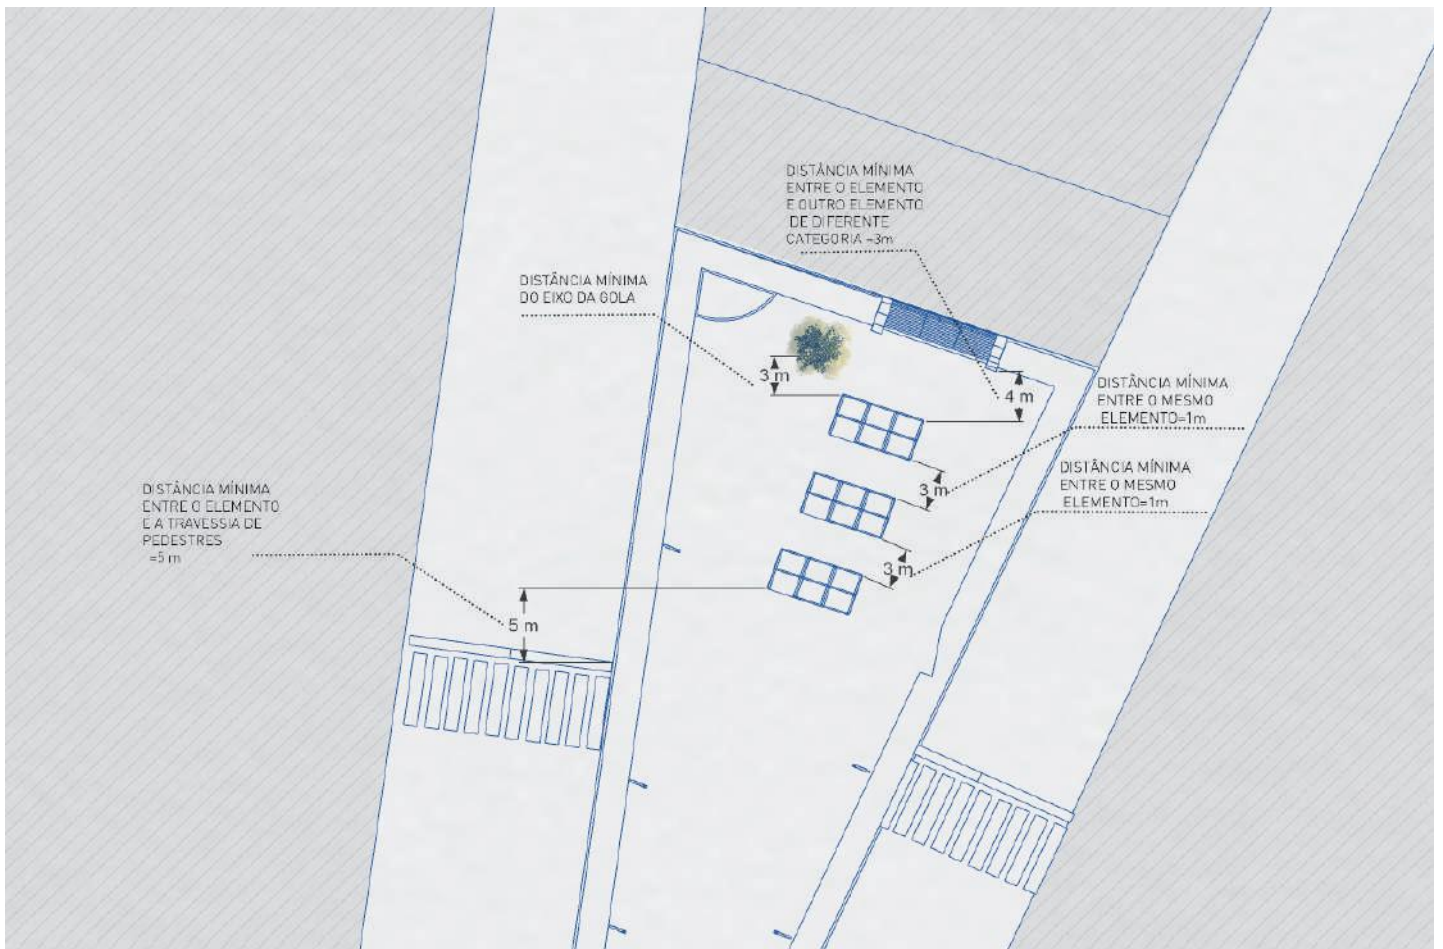 DISTÂNCIA MÍNIMA
ENTRE O ELEMENTO
E OUTRO ELEMENTO
DE DIFERENTE
CATEGORIA =3m
DISTÂNCIA MÍNIMA
DO EIXO DA GOLA
3 m
4 m
DISTÂNCIA MÍNIMA
ENTRE O MESMO
ELEMENTO=1m
DISTÂNCIA MÍNIMA
ENTRE O MESMO
ELEMENTO=1m
3 m
3 m
DISTÂNCIA MÍNIMA
ENTRE O ELEMENTO
E A TRAVESSIA DE
PEDESTRES
=5 m
5 m